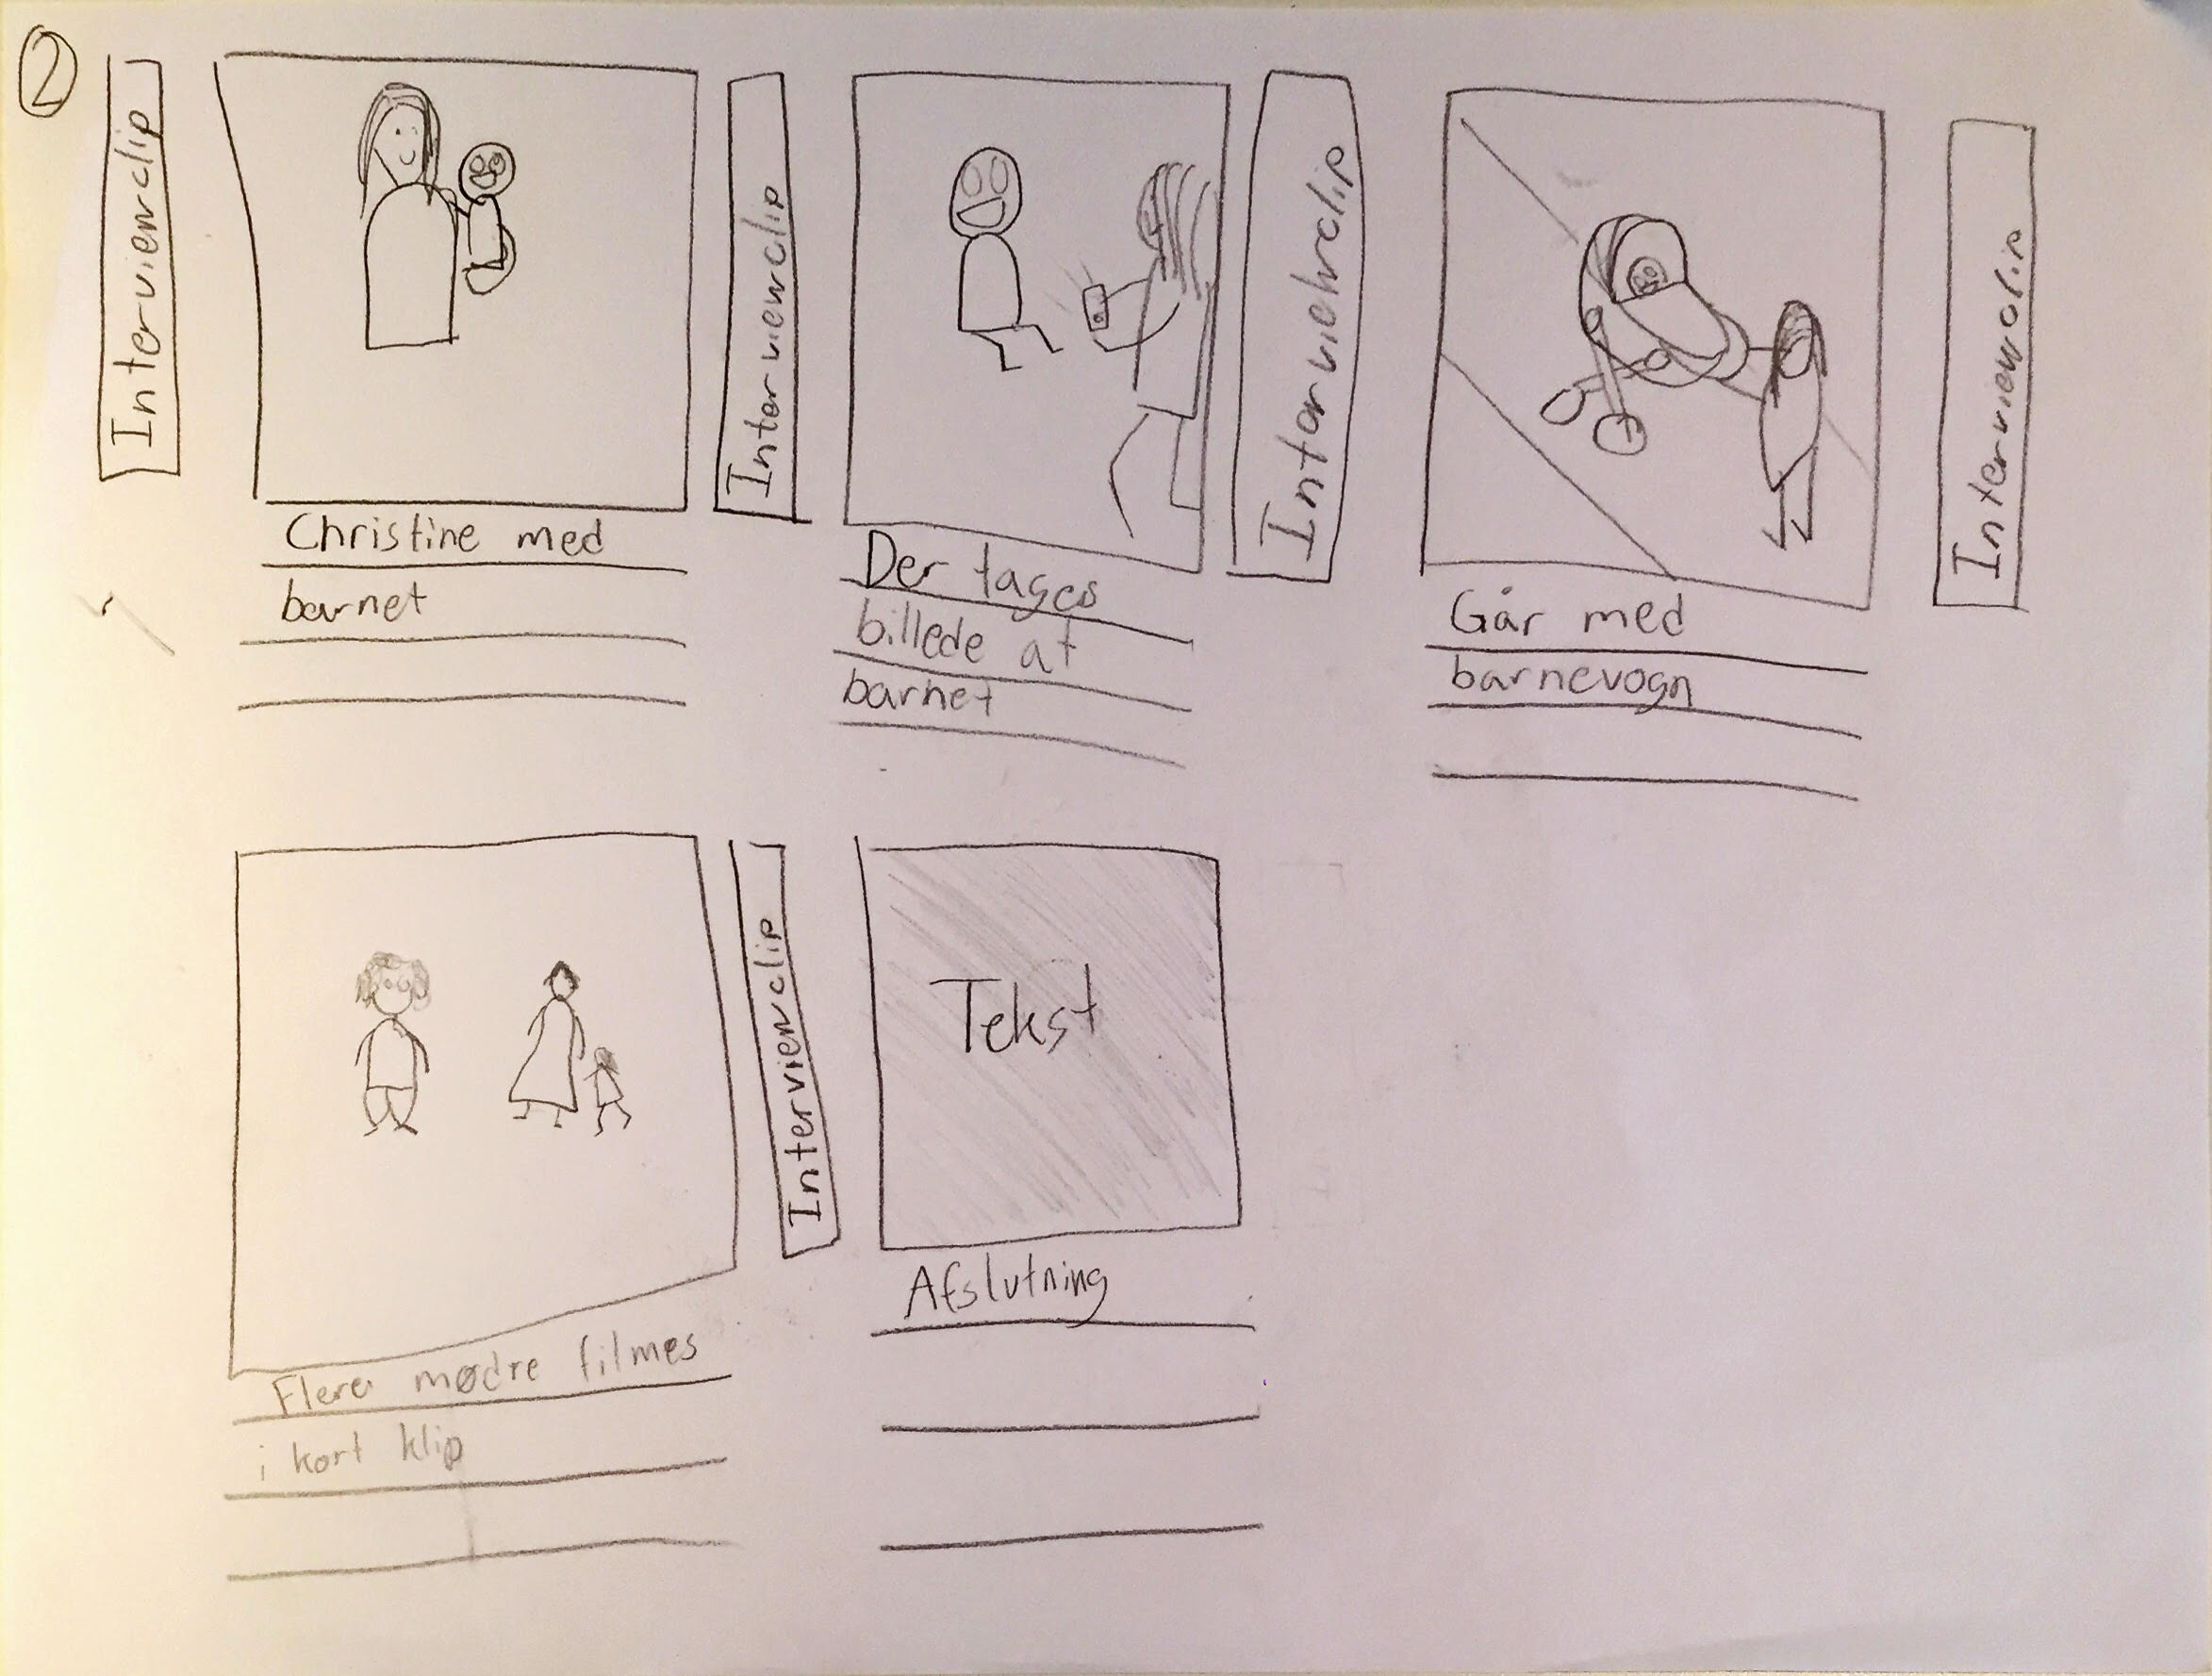 2
Interviewclip
Christine med
barnet
Interviewclip
Der tages
billede af
barnet
Interviewclip
Går med
barnevogn
Interviewclip
Flere mødre filmes
i kort klip
Interviewclip
Tekst
Afslutning